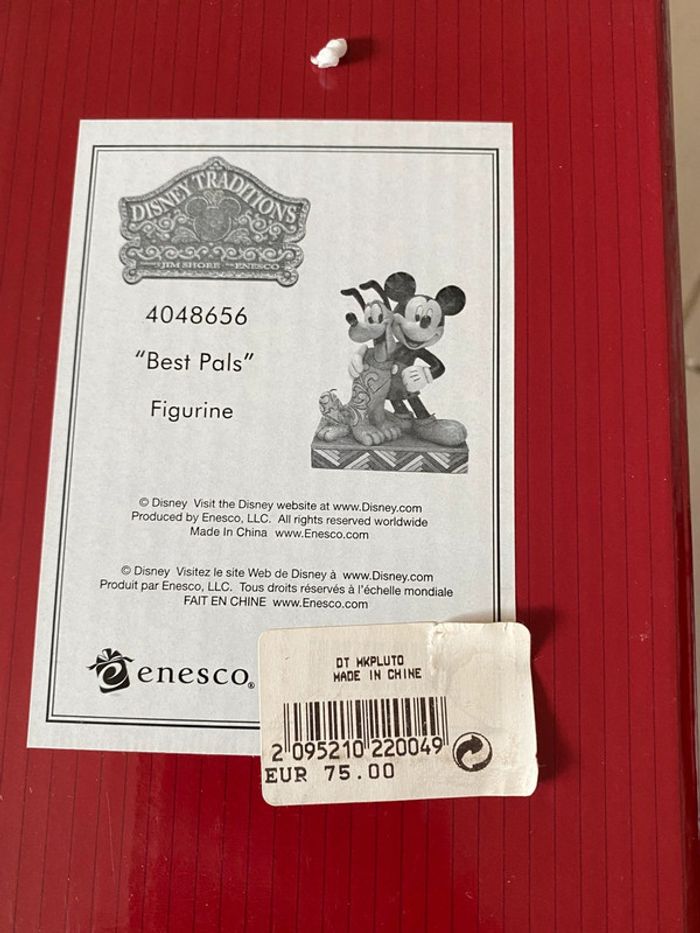 DISNEY TRADITIONS
JIM SHORE ENESCO
4048656
“Best Pals”
Figurine
© Disney Visit the Disney website at www.Disney.com
Produced by Enesco, LLC. All rights reserved worldwide
Made In China www.Enesco.com
© Disney Visitez le site Web de Disney à www.Disney.com
Produit par Enesco, LLC. Tous droits réservés à l'échelle mondiale
FAIT EN CHINE www.Enesco.com
enesco®
DT MKPLUTO
MADE IN CHINE
2 095210 220049
EUR 75.00